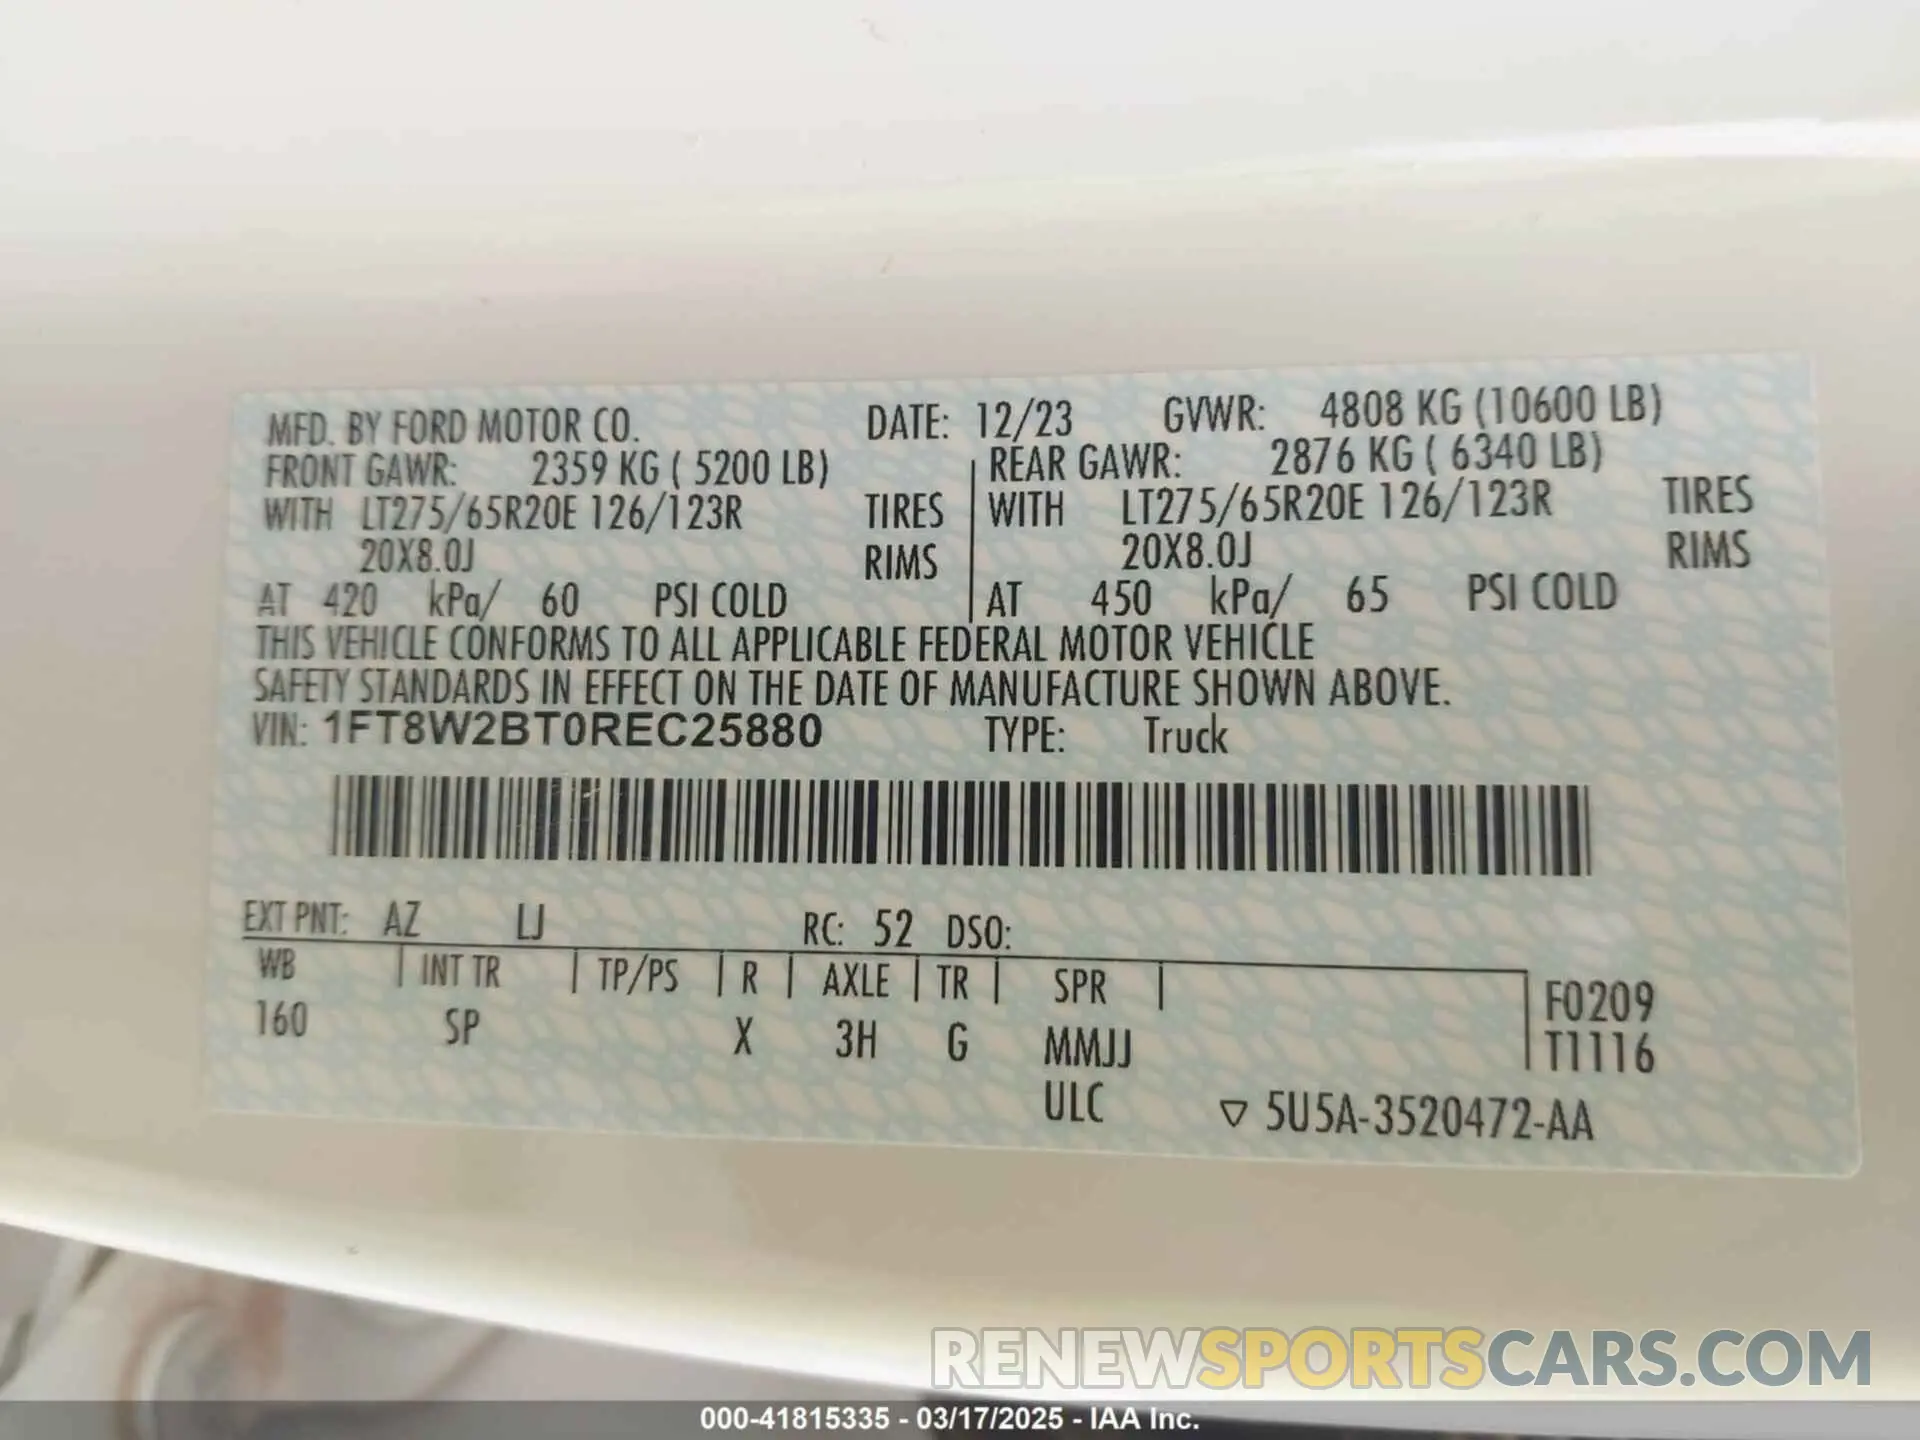 MFD. BY FORD MOTOR CO. DATE: 12/23 GVWR: 4808 KG (10600 LB)
FRONT GAWR: 2359 KG ( 5200 LB) REAR GAWR: 2876 KG ( 6340 LB)
WITH LT275/65R20E 126/123R TIRES WITH LT275/65R20E 126/123R TIRES
20X8.0J RIMS 20X8.0J RIMS
AT 420 kPa/ 60 PSI COLD AT 450 kPa/ 65 PSI COLD
THIS VEHICLE CONFORMS TO ALL APPLICABLE FEDERAL MOTOR VEHICLE
SAFETY STANDARDS IN EFFECT ON THE DATE OF MANUFACTURE SHOWN ABOVE.
VIN: 1FT8W2BT0REC25880 TYPE: Truck
EXT PNT: AZ LJ RC: 52 DSO:
WB INT TR TP/PS R AXLE TR SPR F0209
160 SP X 3H G MMJJ T1116
ULC ▽ 5U5A-3520472-AA
RENEWSPORTSCARS.COM
000-41815335 - 03/17/2025 - IAA Inc.